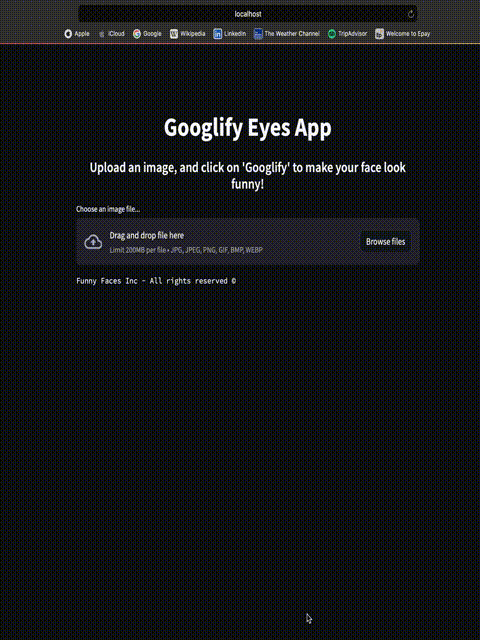 localhost
Apple iCloud Google Wikipedia LinkedIn The Weather Channel TripAdvisor Welcome to Epay
Googlify Eyes App
Upload an image, and click on 'Googlify' to make your face look
funny!
Choose an image file...
Drag and drop file here
Limit 200MB per file • JPG, JPEG, PNG, GIF, BMP, WEBP
Browse files
Funny Faces Inc - All rights reserved ©